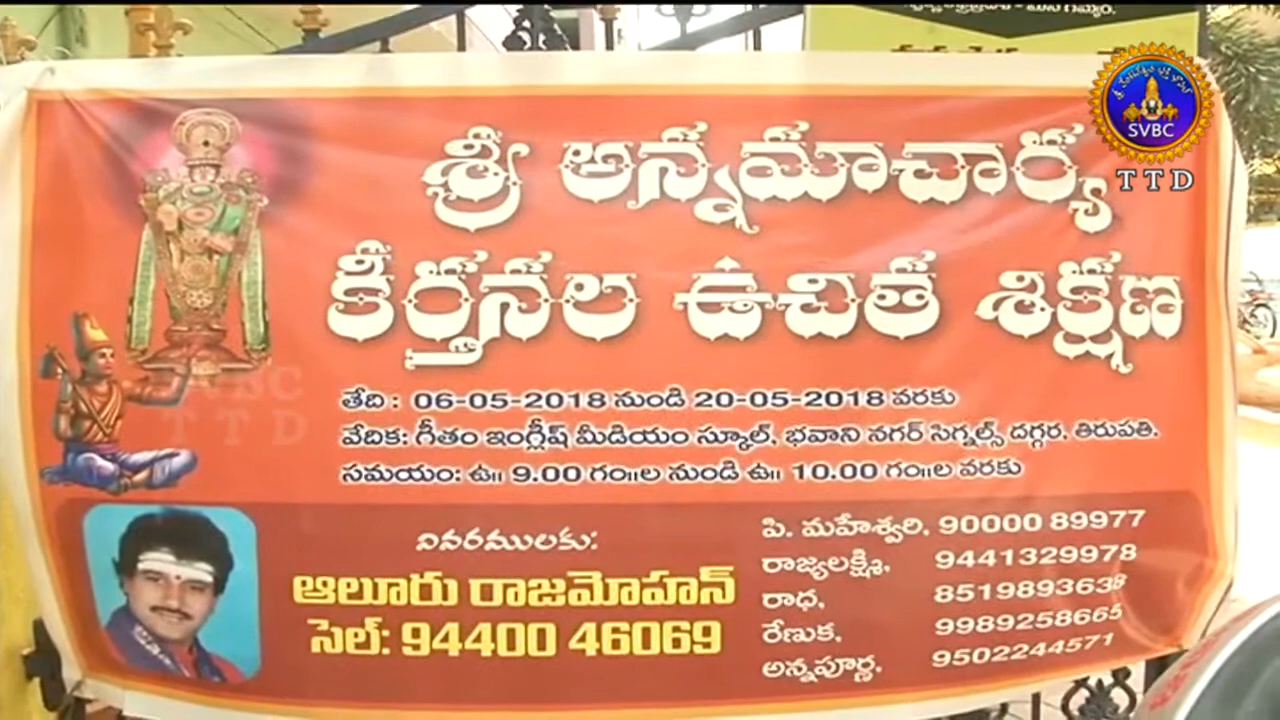 SVBC
TTD
శ్రీ అన్నమాచార్య
కీర్తనల ఉచిత శిక్షణ
తేది : 06-05-2018 నుండి 20-05-2018 వరకు
వేదిక: గీతం ఇంగ్లీష్ మీడియం స్కూల్, భవాని నగర్ సిగ్నల్స్ దగ్గర, తిరుపతి.
సమయం: ఉ॥ 9.00 గం॥ల నుండి ఉ॥ 10.00 గం॥ల వరకు
వివరములకు:
ఆలూరు రాజమోహన్
సెల్: 94400 46069
పి. మహేశ్వరి, 90000 89977
రాజ్యలక్ష్మి, 9441329978
రాధ, 8519893638
రేణుక, 9989258665
అన్నపూర్ణ. 9502244571